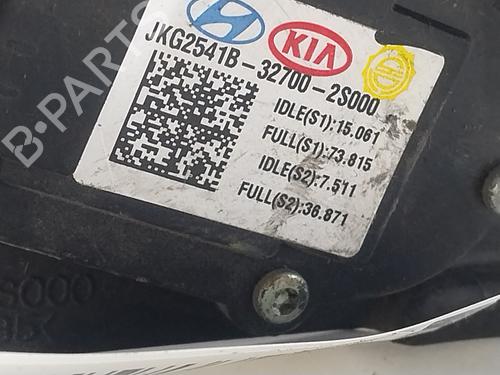 B-PARTS
KIA
JKG2541B-32700-2S000
IDLE(S1):15.061
FULL(S1):73.815
IDLE(S2):7.511
FULL(S2):36.871
S000